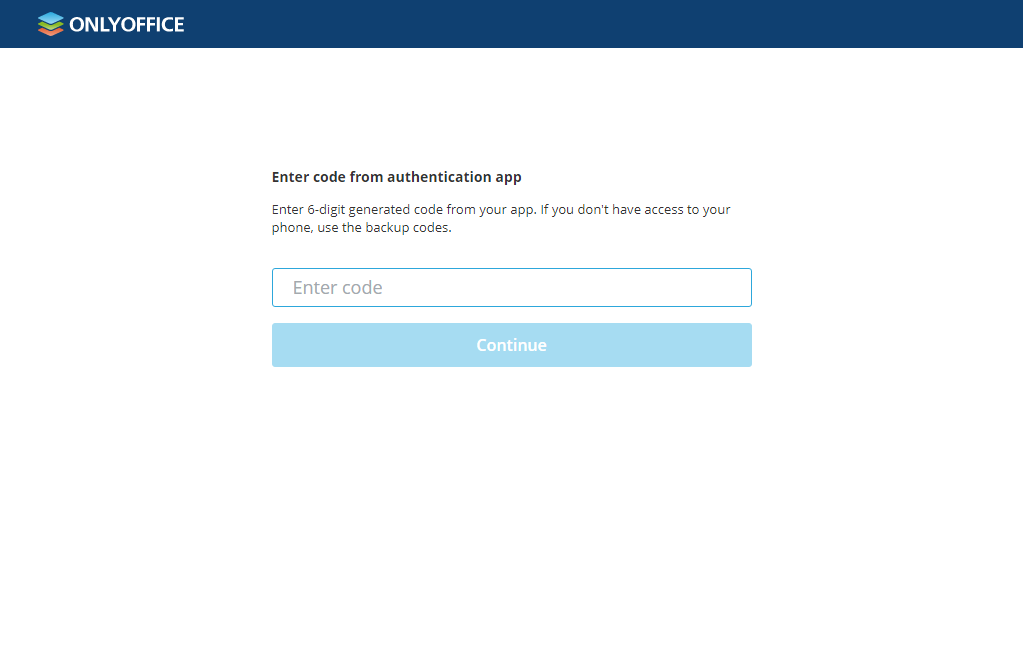 ONLYOFFICE
Enter code from authentication app
Enter 6-digit generated code from your app. If you don't have access to your
phone, use the backup codes.
Enter code
Continue